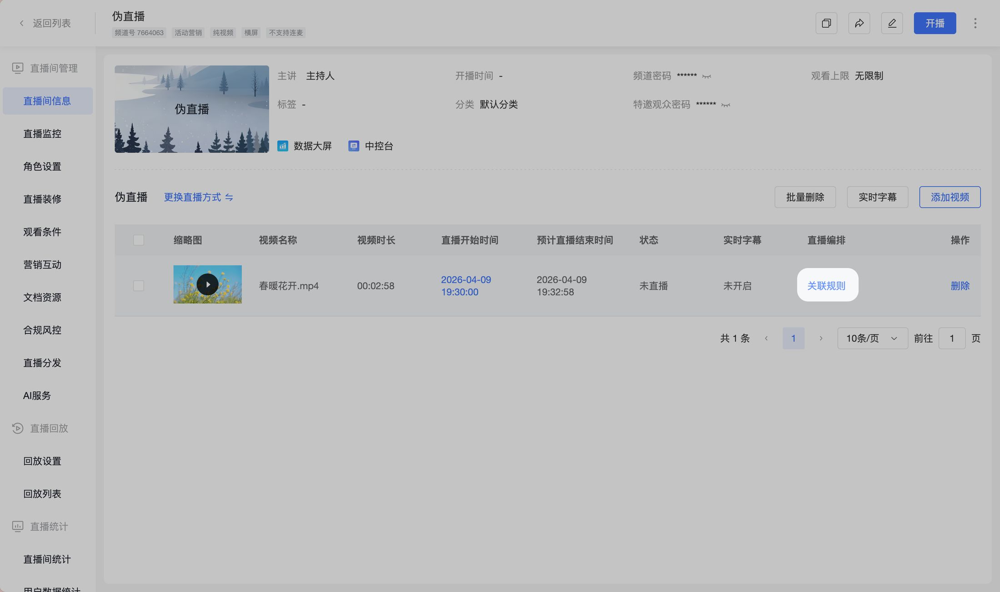 返回列表
伪直播
频道号 7664063 活动营销 纯视频 横屏 不支持连麦
开播
直播间管理
直播间信息
直播监控
角色设置
直播装修
观看条件
营销互动
文档资源
合规风控
直播分发
AI服务
直播回放
回放设置
回放列表
直播统计
直播间统计
用户数据统计
伪直播
主讲 主持人
开播时间 -
频道密码 ******
观看上限 无限制
标签 -
分类 默认分类
特邀观众密码 ******
数据大屏 中控台
伪直播 更换直播方式
批量删除 实时字幕 添加视频
缩略图 视频名称 视频时长 直播开始时间 预计直播结束时间 状态 实时字幕 直播编排 操作
春暖花开.mp4 00:02:58 2026-04-09 19:30:00 2026-04-09 19:32:58 未直播 未开启 关联规则 删除
共 1 条 1 10条/页 前往 1 页